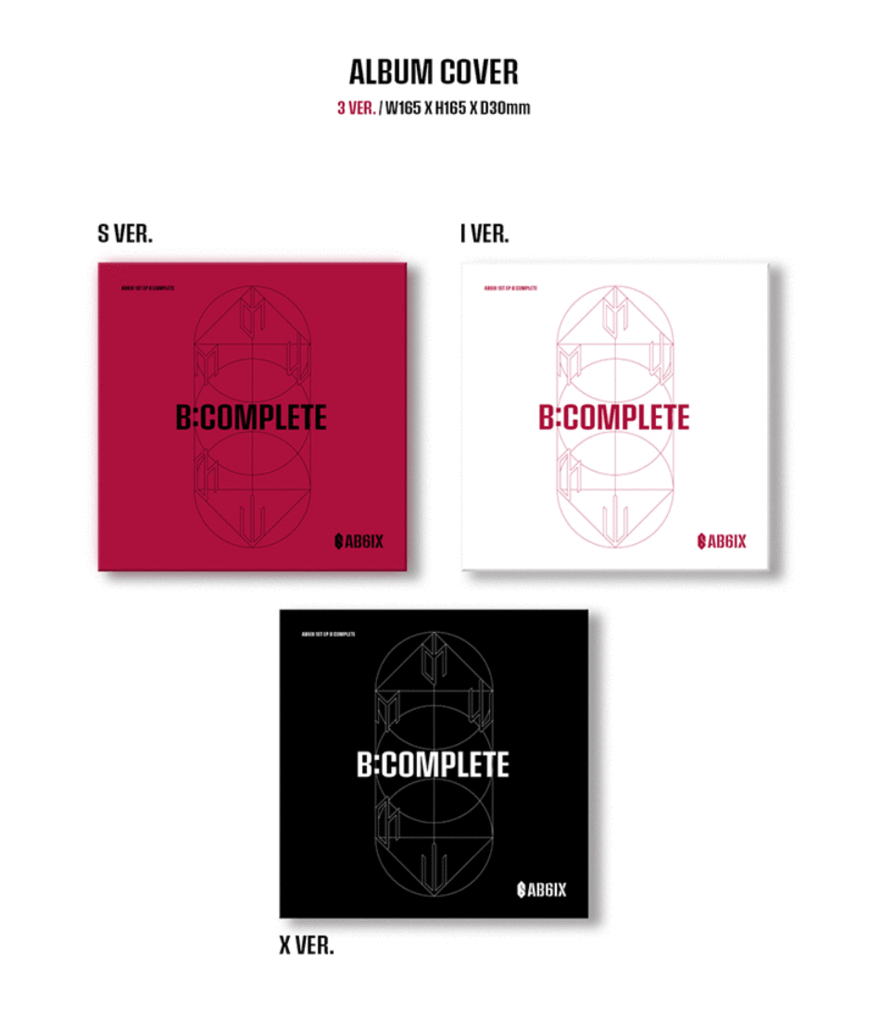 ALBUM COVER
3 VER. / W165 X H165 X D30mm
S VER.
I VER.
AB6IX 1ST EP B:COMPLETE
AB6IX 1ST EP B:COMPLETE
B:COMPLETE
B:COMPLETE
AB6IX
AB6IX
AB6IX 1ST EP B:COMPLETE
B:COMPLETE
AB6IX
X VER.